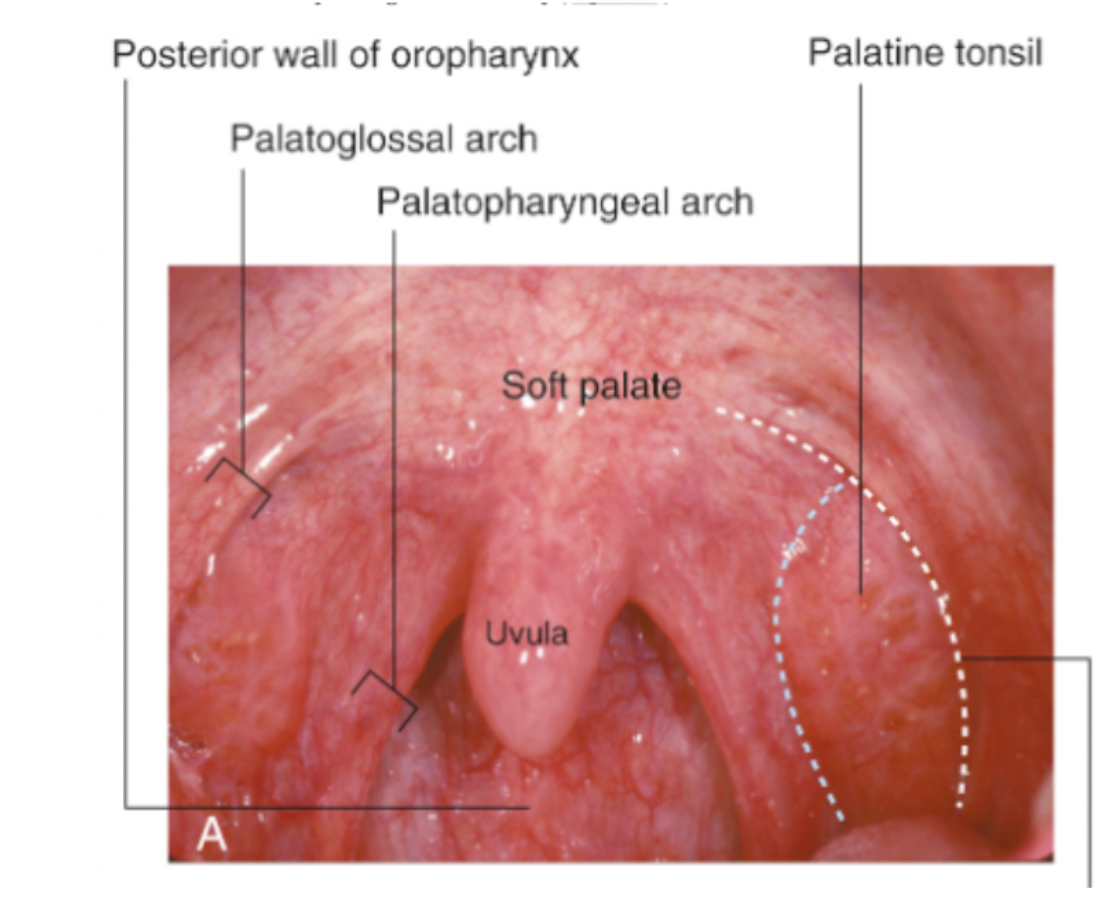 Posterior wall of oropharynx
Palatine tonsil
Palatoglossal arch
Palatopharyngeal arch
Soft palate
Uvula
A